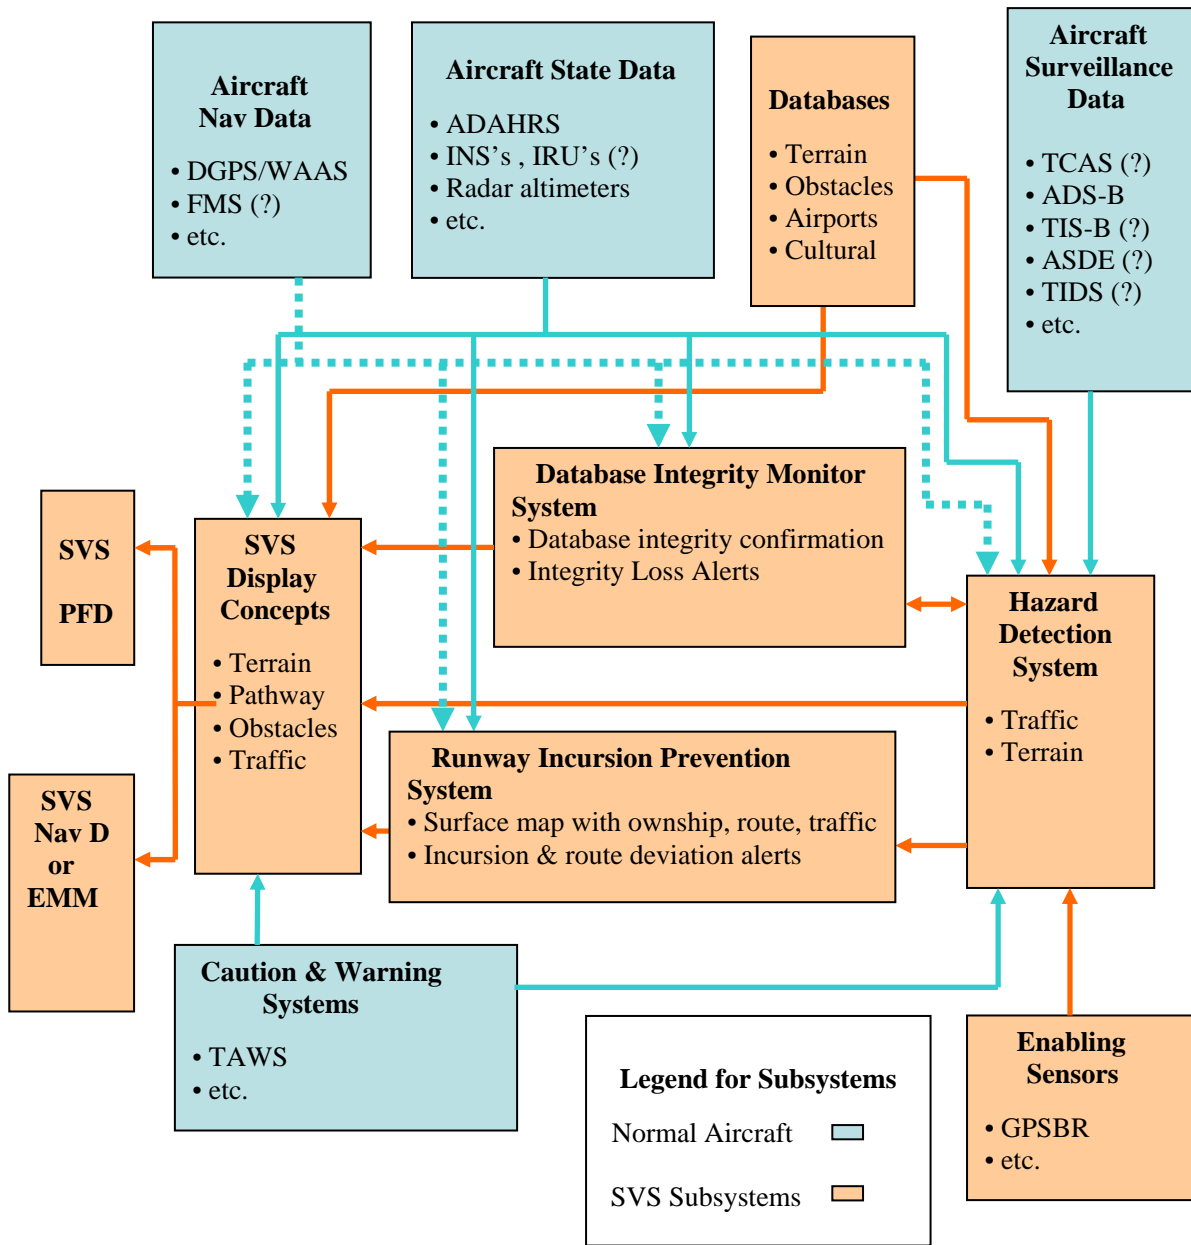 Aircraft
Nav Data
• DGPS/WAAS
• FMS (?)
• etc.
Aircraft State Data
• ADAHRS
• INS's , IRU's (?)
• Radar altimeters
• etc.
Databases
• Terrain
• Obstacles
• Airports
• Cultural
Aircraft
Surveillance
Data
• TCAS (?)
• ADS-B
• TIS-B (?)
• ASDE (?)
• TIDS (?)
• etc.
Database Integrity Monitor
System
• Database integrity confirmation
• Integrity Loss Alerts
SVS
PFD
SVS
Display
Concepts
• Terrain
• Pathway
• Obstacles
• Traffic
Hazard
Detection
System
• Traffic
• Terrain
Runway Incursion Prevention
System
• Surface map with ownship, route, traffic
• Incursion & route deviation alerts
SVS
Nav D
or
EMM
Caution & Warning
Systems
• TAWS
• etc.
Legend for Subsystems
Normal Aircraft
SVS Subsystems
Enabling
Sensors
• GPSBR
• etc.